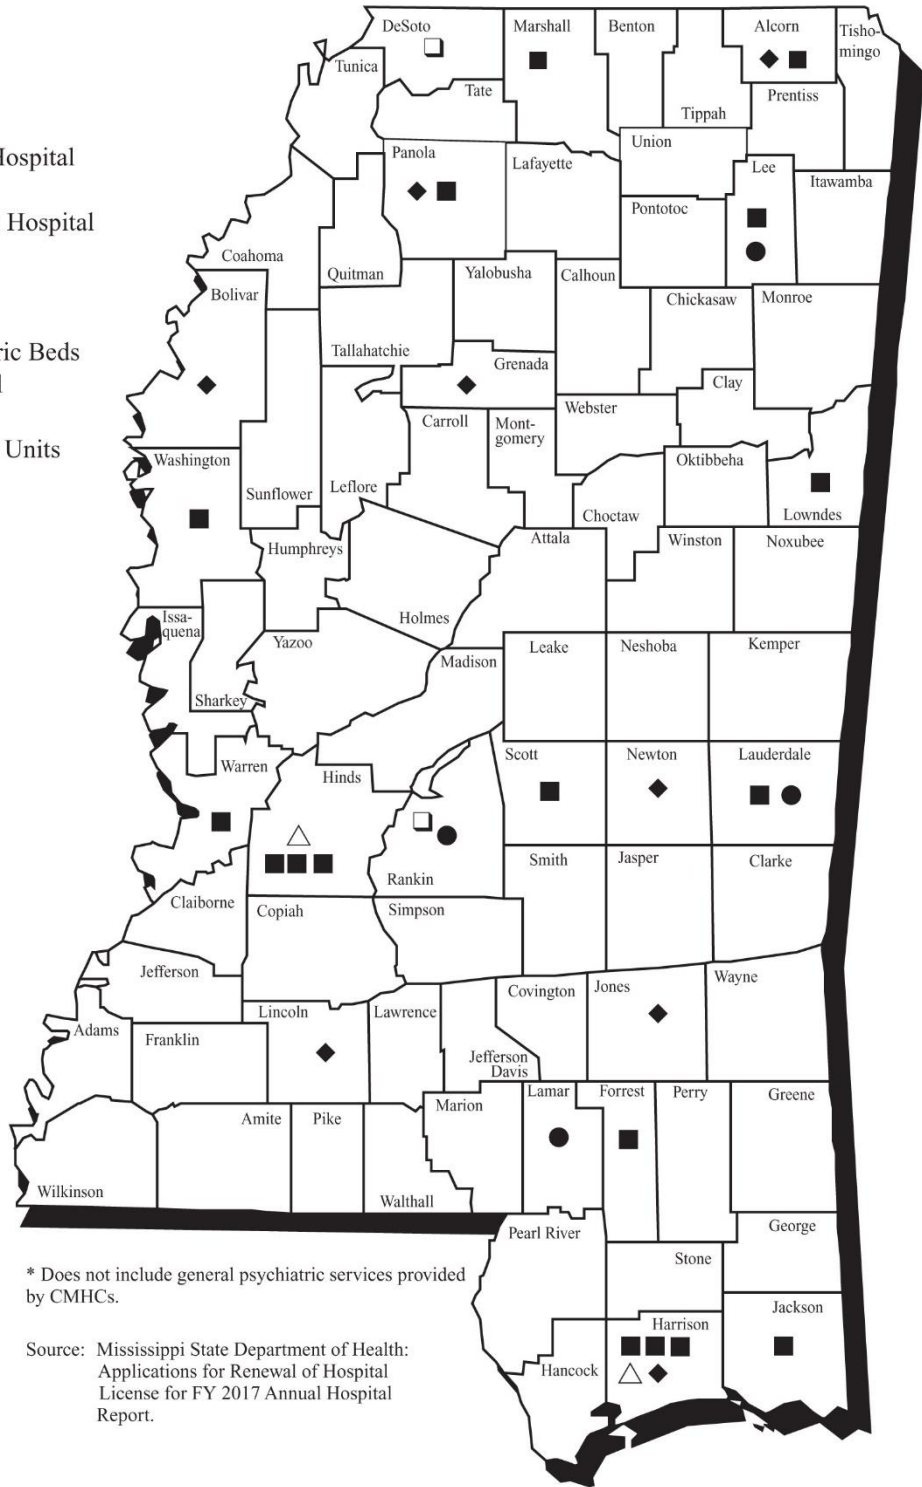 DeSoto
Marshall
Benton
Alcorn
Tisho-
mingo
Tunica
Tate
Prentiss
Tippah
Union
Hospital
Panola
Lafayette
Lee
Itawamba
Pontotoc
Hospital
Coahoma
Quitman
Yalobusha
Calhoun
Bolivar
Chickasaw
Monroe
ric Beds
Tallahatchie
Grenada
Clay
Webster
Carroll
Mont-
gomery
Units
Washington
Oktibbeha
Sunflower
Leflore
Choctaw
Lowndes
Humphreys
Attala
Winston
Noxubee
Issa-
quena
Holmes
Yazoo
Leake
Neshoba
Kemper
Madison
Sharkey
Warren
Hinds
Scott
Newton
Lauderdale
Rankin
Smith
Jasper
Clarke
Claiborne
Copiah
Simpson
Jefferson
Covington
Jones
Wayne
Lincoln
Lawrence
Adams
Franklin
Jefferson
Davis
Marion
Lamar
Forrest
Perry
Greene
Amite
Pike
Wilkinson
Walthall
Pearl River
George
Stone
* Does not include general psychiatric services provided
by CMHCs.
Jackson
Harrison
Hancock
Source: Mississippi State Department of Health:
Applications for Renewal of Hospital
License for FY 2017 Annual Hospital
Report.